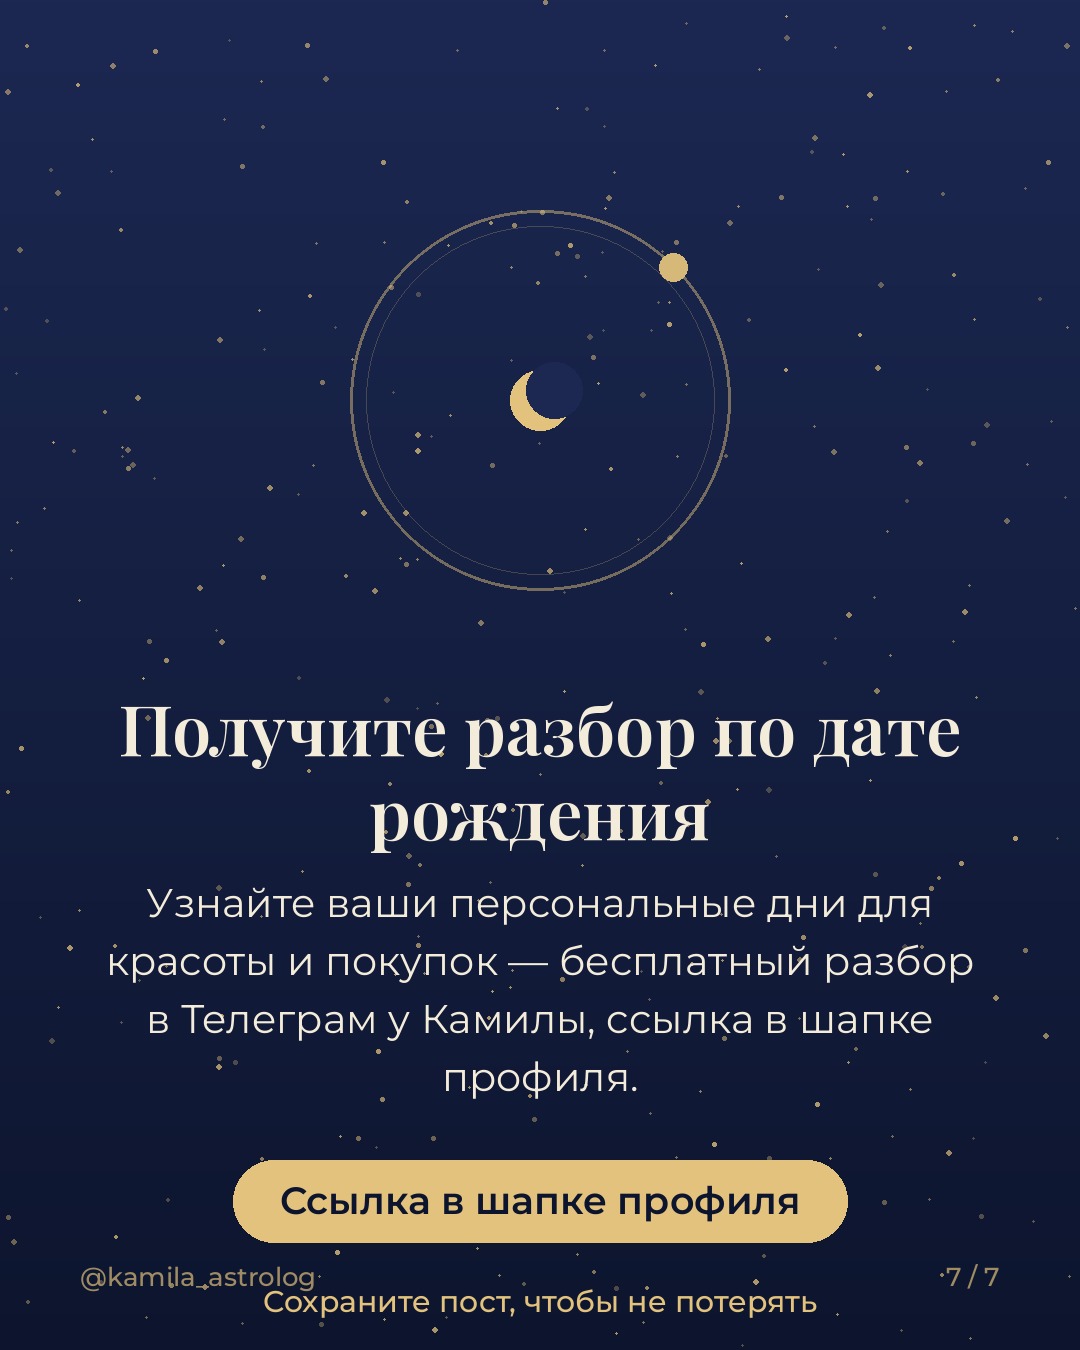 Получите разбор по дате
рождения
Узнайте ваши персональные дни для
красоты и покупок — бесплатный разбор
в Телеграм у Камилы, ссылка в шапке
профиля.
Ссылка в шапке профиля
@kamila_astrolog
7 / 7
Сохраните пост, чтобы не потерять